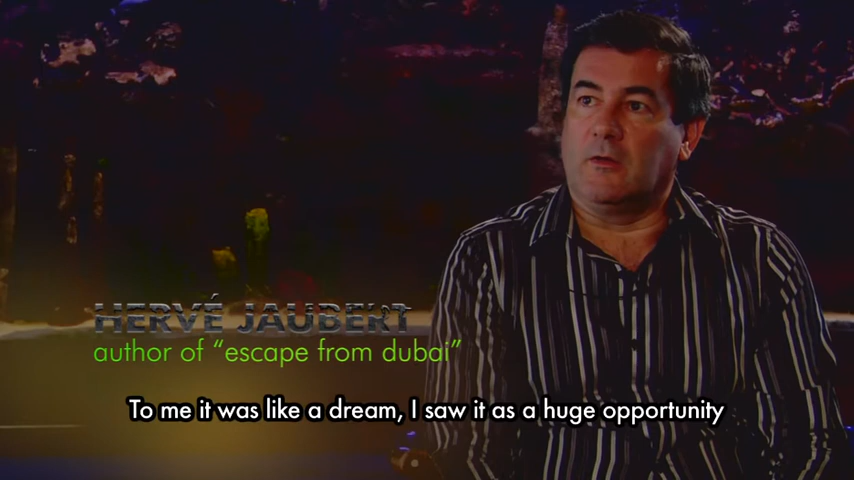 HERVÉ JAUBERT
author of "escape from dubai"
To me it was like a dream, I saw it as a huge opportunity